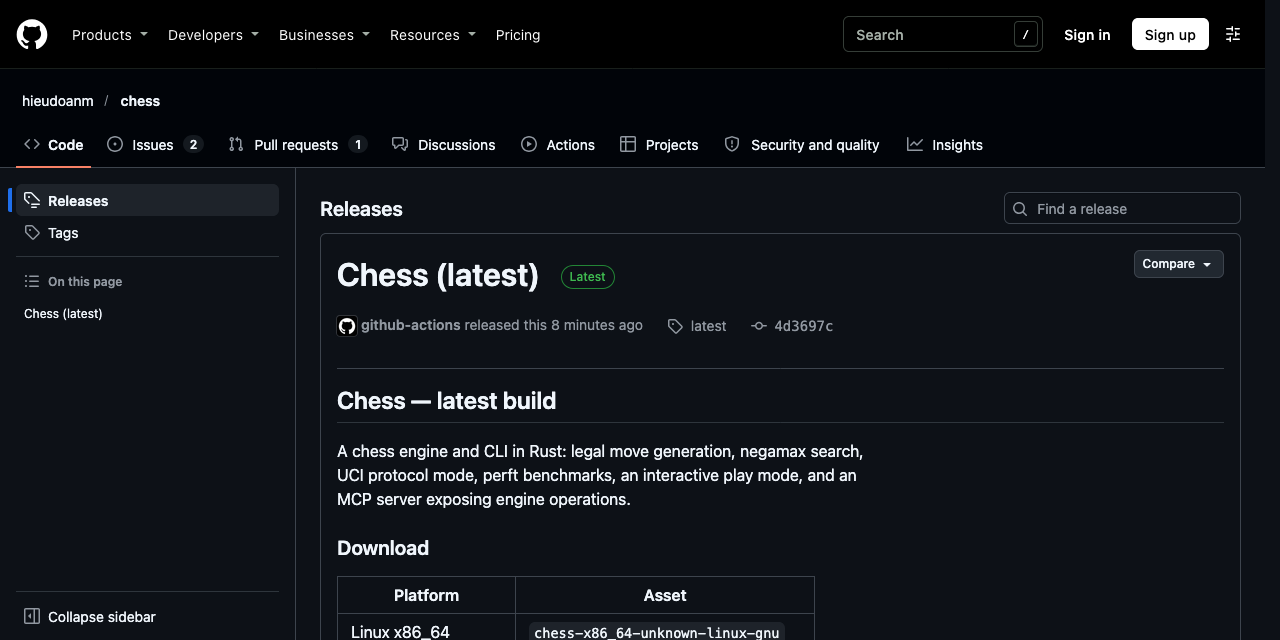 Products
Developers
Businesses
Resources
Pricing
Search
/
Sign in
Sign up
hieudoanm / chess
Code
Issues 2
Pull requests 1
Discussions
Actions
Projects
Security and quality
Insights
Releases
Tags
On this page
Chess (latest)
Collapse sidebar
Releases
Find a release
Chess (latest) Latest
Compare
github-actions released this 8 minutes ago latest 4d3697c
Chess — latest build
A chess engine and CLI in Rust: legal move generation, negamax search,
UCI protocol mode, perft benchmarks, an interactive play mode, and an
MCP server exposing engine operations.
Download
Platform Asset
Linux x86_64 chess-x86_64-unknown-linux-gnu